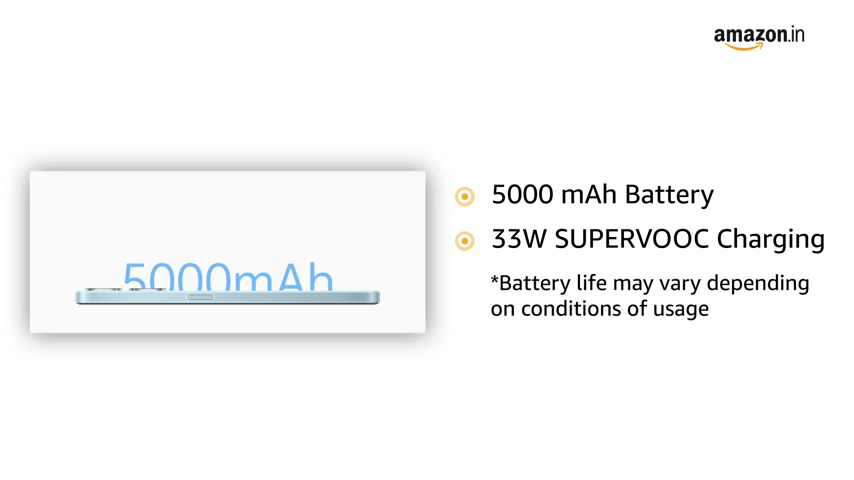 amazon.in
5000mAh
5000 mAh Battery
33W SUPERVOOC Charging
*Battery life may vary depending
on conditions of usage